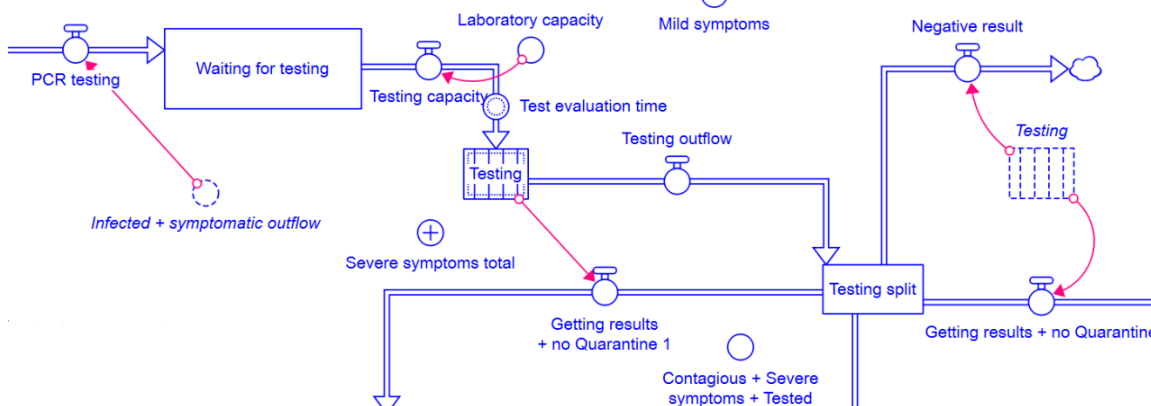 Laboratory capacity
Mild symptoms
Negative result
Waiting for testing
PCR testing
Testing capacity
Test evaluation time
Testing outflow
Testing
Testing
Infected + symptomatic outflow
Severe symptoms total
Testing split
Getting results
+ no Quarantine 1
Getting results + no Quarantine
Contagious + Severe
symptoms + Tested